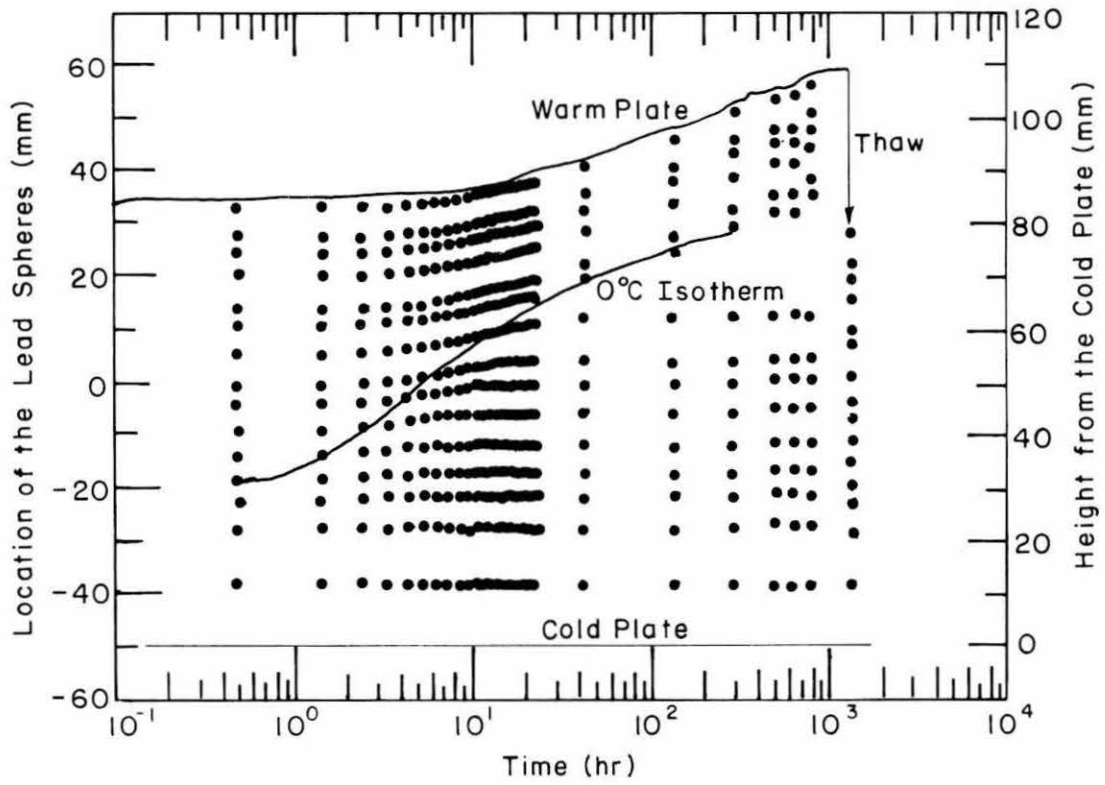 Location of the Lead Spheres (mm)
60
40
20
0
-20
-40
-60
120
100
80
60
40
20
0
Height from the Cold Plate (mm)
Warm Plate
Thaw
0°C Isotherm
Cold Plate
10^-1
10^0
10^1
10^2
10^3
10^4
Time (hr)